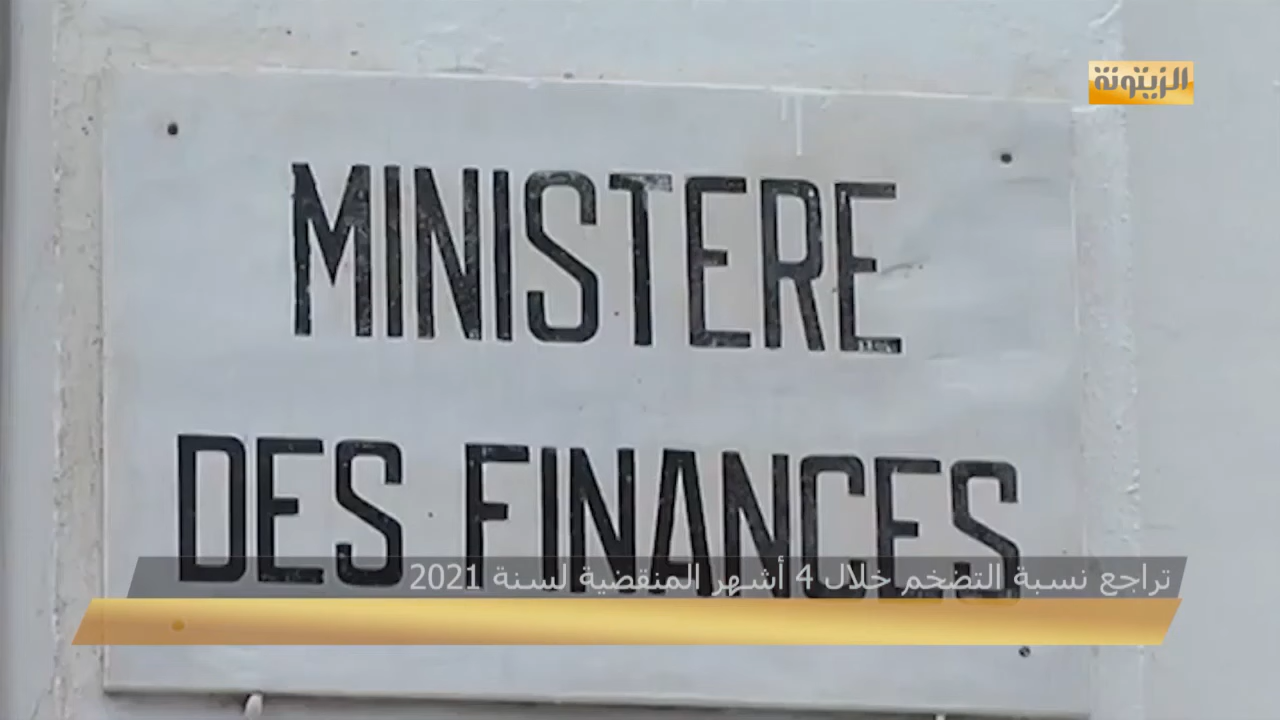 الزيتونة
MINISTERE
DES FINANCES
تراجع نسبة التضخم خلال 4 أشهر المنقضية لسنة 2021